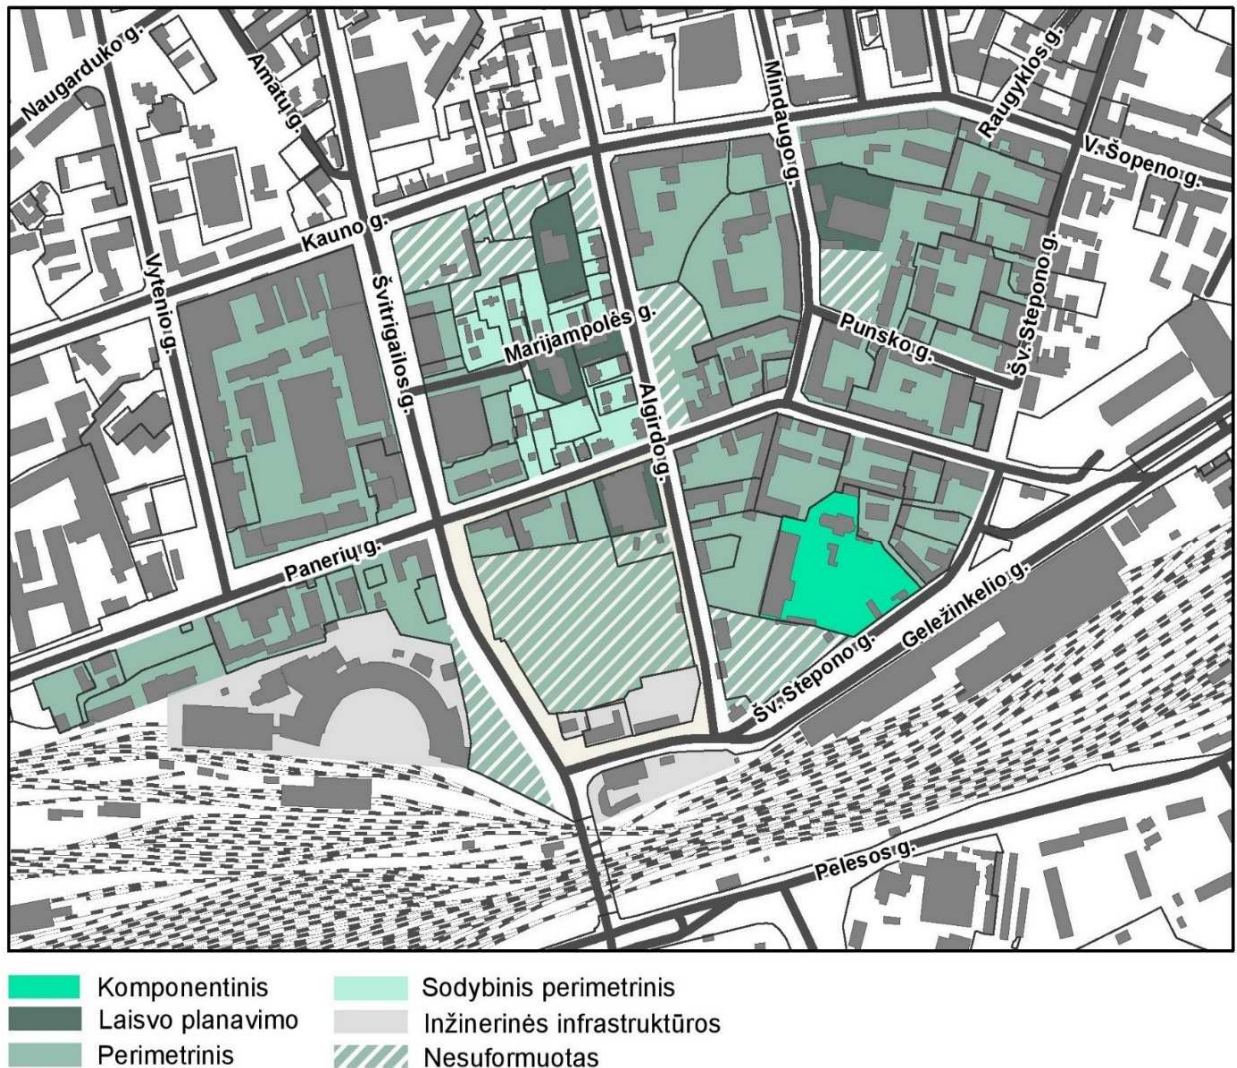 Naugarduko g.
Amatų g.
Mindaugo g.
Raugyklos g.
V. Šopeno g.
Kauno g.
Vytenio g.
Švitrigailos g.
Marijampolės g.
Algirdo g.
Punsko g.
Šv. Stepono g.
Panerių g.
Šv. Stepono g.
Geležinkelio g.
Pelesos g.
Komponentinis
Laisvo planavimo
Perimetrinis
Sodybinis perimetrinis
Inžinerinės infrastruktūros
Nesuformuotas